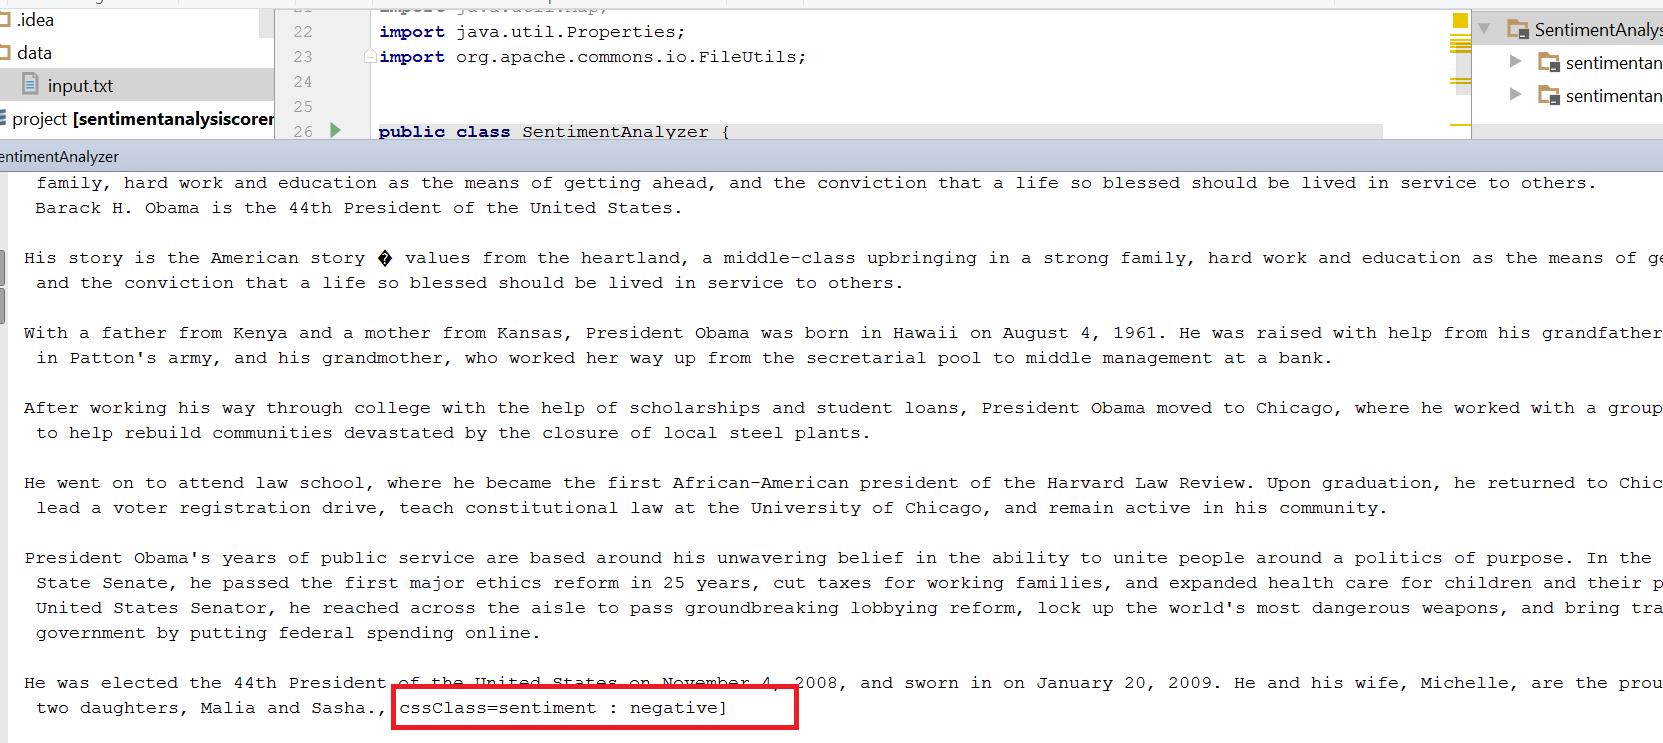 .idea
data
input.txt
project [sentimentanalysiscorer
21 import java.util.Map;
22 import java.util.Properties;
23 import org.apache.commons.io.FileUtils;
24
25
26 public class SentimentAnalyzer {
SentimentAnalys
sentimentan
sentimentan
entimentAnalyzer
family, hard work and education as the means of getting ahead, and the conviction that a life so blessed should be lived in service to others.
Barack H. Obama is the 44th President of the United States.
His story is the American story � values from the heartland, a middle-class upbringing in a strong family, hard work and education as the means of ge
and the conviction that a life so blessed should be lived in service to others.
With a father from Kenya and a mother from Kansas, President Obama was born in Hawaii on August 4, 1961. He was raised with help from his grandfather
in Patton's army, and his grandmother, who worked her way up from the secretarial pool to middle management at a bank.
After working his way through college with the help of scholarships and student loans, President Obama moved to Chicago, where he worked with a group
to help rebuild communities devastated by the closure of local steel plants.
He went on to attend law school, where he became the first African-American president of the Harvard Law Review. Upon graduation, he returned to Chic
lead a voter registration drive, teach constitutional law at the University of Chicago, and remain active in his community.
President Obama's years of public service are based around his unwavering belief in the ability to unite people around a politics of purpose. In the
State Senate, he passed the first major ethics reform in 25 years, cut taxes for working families, and expanded health care for children and their p
United States Senator, he reached across the aisle to pass groundbreaking lobbying reform, lock up the world's most dangerous weapons, and bring tra
government by putting federal spending online.
He was elected the 44th President of the United States on November 4, 2008, and sworn in on January 20, 2009. He and his wife, Michelle, are the prou
two daughters, Malia and Sasha., cssClass=sentiment : negative]